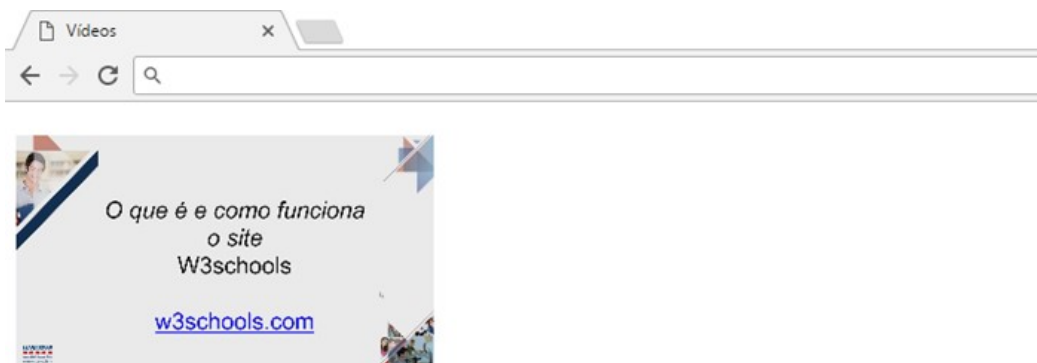 Vídeos
O que é e como funciona
o site
W3schools
w3schools.com